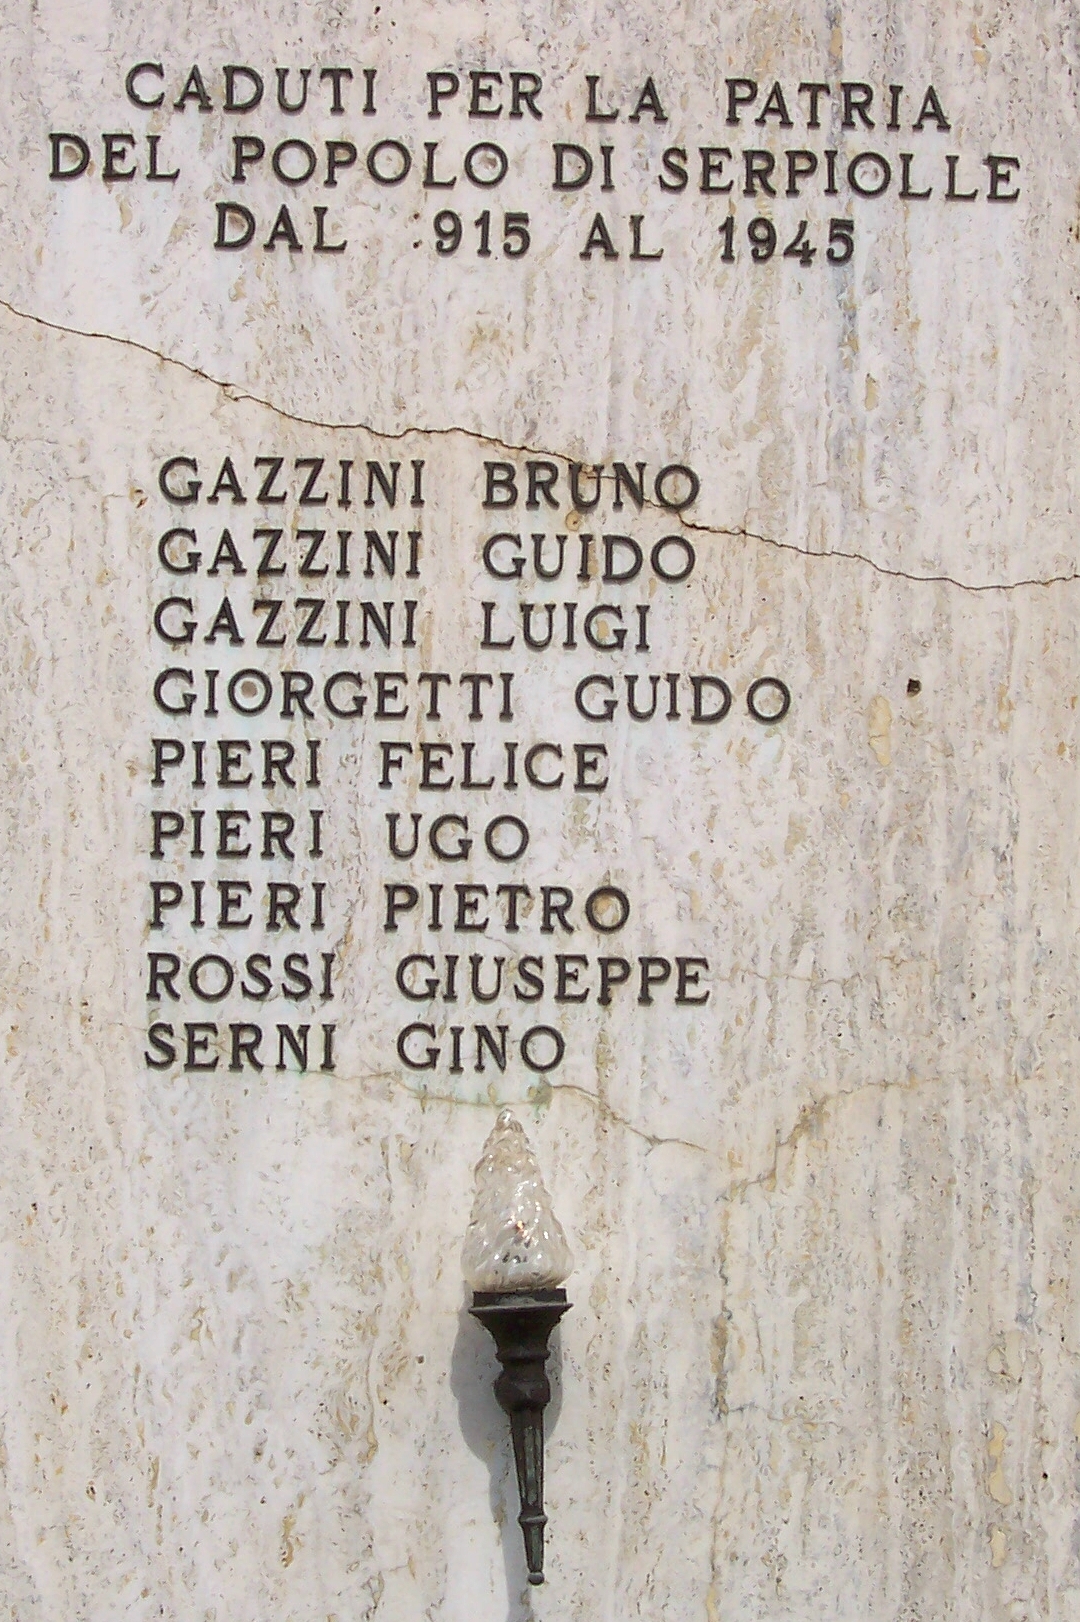 CADUTI PER LA PATRIA
DEL POPOLO DI SERPIOLLE
DAL 915 AL 1945
GAZZINI BRUNO
GAZZINI GUIDO
GAZZINI LUIGI
GIORGETTI GUIDO
PIERI FELICE
PIERI UGO
PIERI PIETRO
ROSSI GIUSEPPE
SERNI GINO